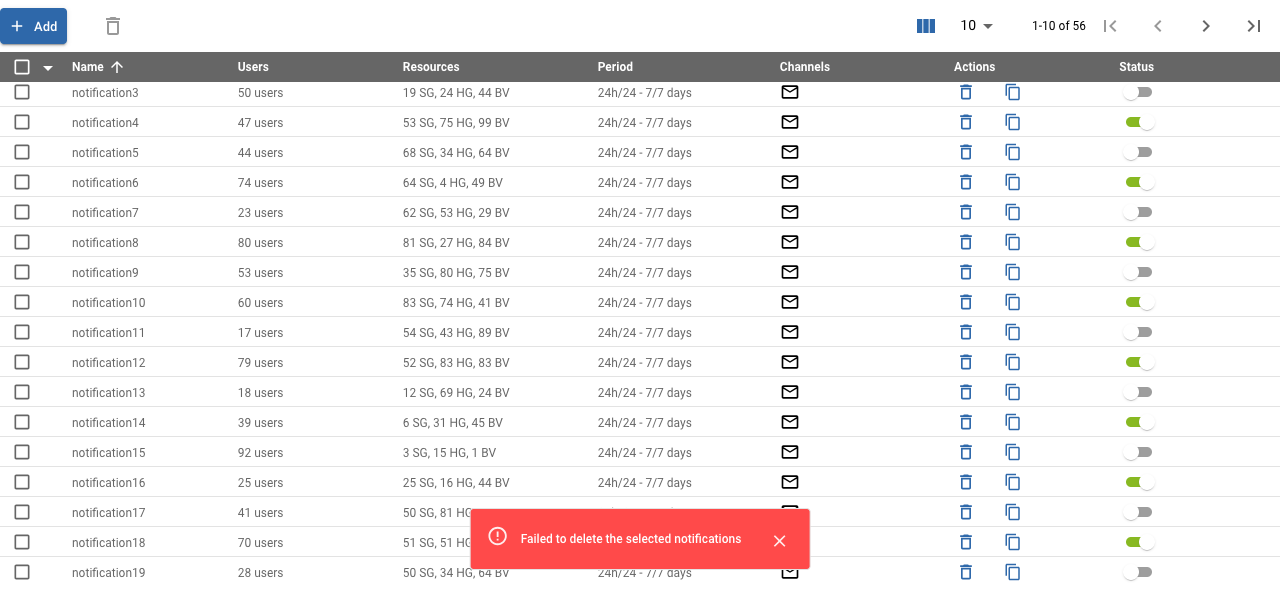 Add 10 1-10 of 56
Name Users Resources Period Channels Actions Status
notification3 50 users 19 SG, 24 HG, 44 BV 24h/24 - 7/7 days
notification4 47 users 53 SG, 75 HG, 99 BV 24h/24 - 7/7 days
notification5 44 users 68 SG, 34 HG, 64 BV 24h/24 - 7/7 days
notification6 74 users 64 SG, 4 HG, 49 BV 24h/24 - 7/7 days
notification7 23 users 62 SG, 53 HG, 29 BV 24h/24 - 7/7 days
notification8 80 users 81 SG, 27 HG, 84 BV 24h/24 - 7/7 days
notification9 53 users 35 SG, 80 HG, 75 BV 24h/24 - 7/7 days
notification10 60 users 83 SG, 74 HG, 41 BV 24h/24 - 7/7 days
notification11 17 users 54 SG, 43 HG, 89 BV 24h/24 - 7/7 days
notification12 79 users 52 SG, 83 HG, 83 BV 24h/24 - 7/7 days
notification13 18 users 12 SG, 69 HG, 24 BV 24h/24 - 7/7 days
notification14 39 users 6 SG, 31 HG, 45 BV 24h/24 - 7/7 days
notification15 92 users 3 SG, 15 HG, 1 BV 24h/24 - 7/7 days
notification16 25 users 25 SG, 16 HG, 44 BV 24h/24 - 7/7 days
notification17 41 users 50 SG, 81 HG
notification18 70 users 51 SG, 51 HG
Failed to delete the selected notifications
notification19 28 users 50 SG, 34 HG, 64 BV 24h/24 - 7/7 days